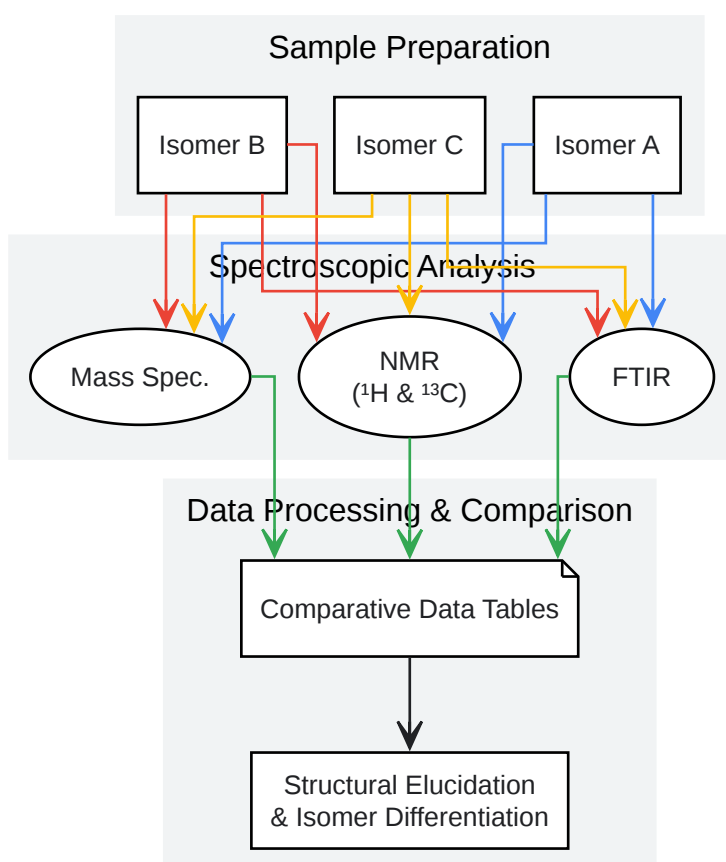 Sample Preparation
Isomer B
Isomer C
Isomer A
Spectroscopic Analysis
Mass Spec.
NMR
(¹H & ¹³C)
FTIR
Data Processing & Comparison
Comparative Data Tables
Structural Elucidation
& Isomer Differentiation